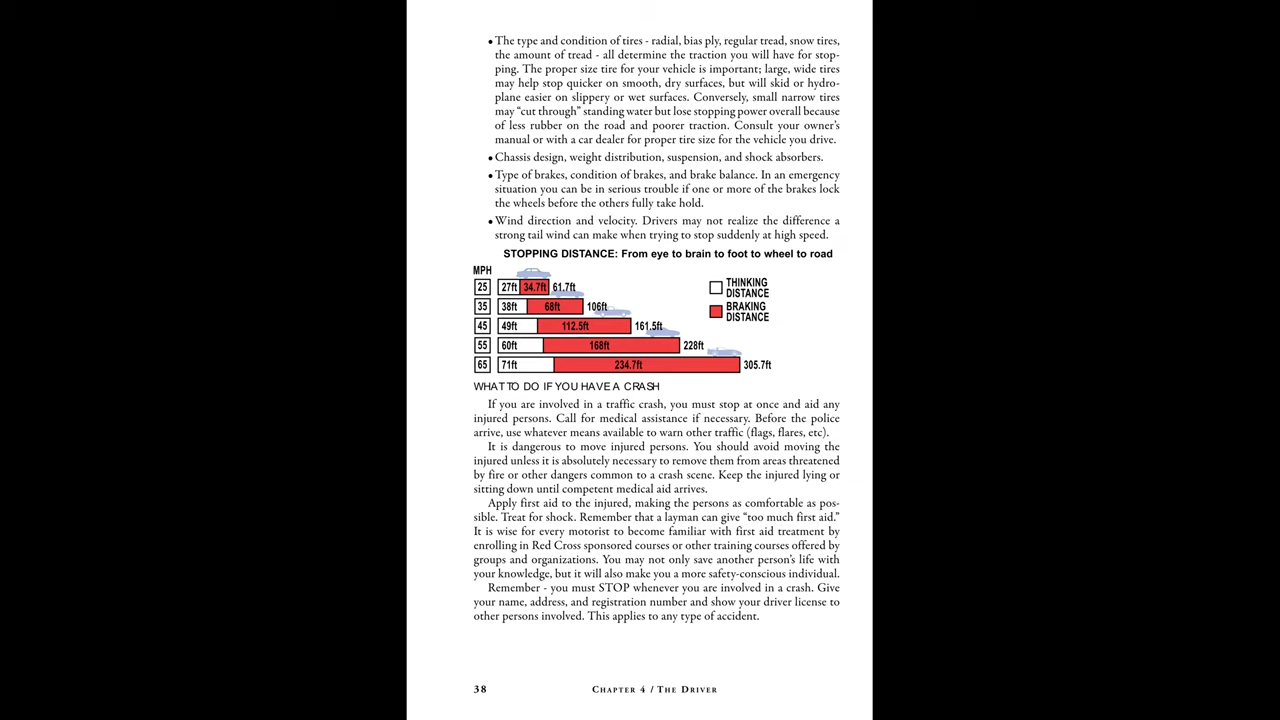 • The type and condition of tires - radial, bias ply, regular tread, snow tires,
the amount of tread - all determine the traction you will have for stop-
ping. The proper size tire for your vehicle is important; large, wide tires
may help stop quicker on smooth, dry surfaces, but will skid or hydro-
plane easier on slippery or wet surfaces. Conversely, small narrow tires
may “cut through” standing water but lose stopping power overall because
of less rubber on the road and poorer traction. Consult your owner’s
manual or with a car dealer for proper tire size for the vehicle you drive.
• Chassis design, weight distribution, suspension, and shock absorbers.
• Type of brakes, condition of brakes, and brake balance. In an emergency
situation you can be in serious trouble if one or more of the brakes lock
the wheels before the others fully take hold.
• Wind direction and velocity. Drivers may not realize the difference a
strong tail wind can make when trying to stop suddenly at high speed.
STOPPING DISTANCE: From eye to brain to foot to wheel to road
MPH
25 27ft 34.7ft 61.7ft
35 38ft 68ft 106ft
45 49ft 112.5ft 161.5ft
55 60ft 168ft 228ft
65 71ft 234.7ft 305.7ft
THINKING
DISTANCE
BRAKING
DISTANCE
WHAT TO DO IF YOU HAVE A CRASH
If you are involved in a traffic crash, you must stop at once and aid any
injured persons. Call for medical assistance if necessary. Before the police
arrive, use whatever means available to warn other traffic (flags, flares, etc).
It is dangerous to move injured persons. You should avoid moving the
injured unless it is absolutely necessary to remove them from areas threatened
by fire or other dangers common to a crash scene. Keep the injured lying or
sitting down until competent medical aid arrives.
Apply first aid to the injured, making the persons as comfortable as pos-
sible. Treat for shock. Remember that a layman can give “too much first aid.”
It is wise for every motorist to become familiar with first aid treatment by
enrolling in Red Cross sponsored courses or other training courses offered by
groups and organizations. You may not only save another person’s life with
your knowledge, but it will also make you a more safety-conscious individual.
Remember - you must STOP whenever you are involved in a crash. Give
your name, address, and registration number and show your driver license to
other persons involved. This applies to any type of accident.
38 Chapter 4 / The Driver